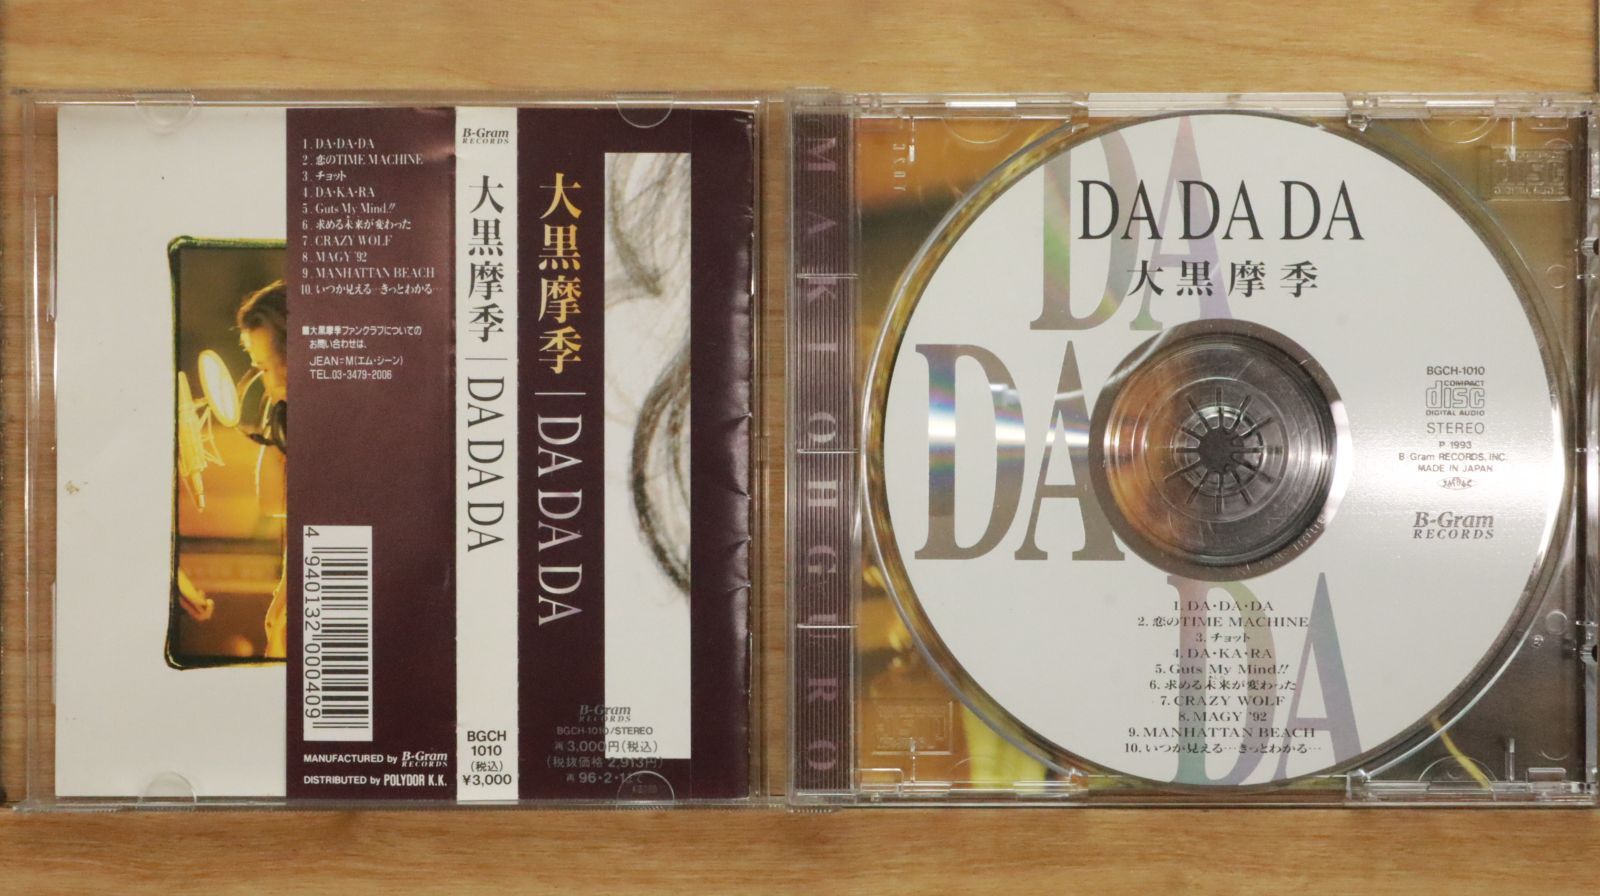 1. DA・DA・DA
2. 恋のTIME MACHINE
3. チョット
4. DA・KA・RA
5. Guts My Mind!!
6. 求める未来が変わった
7. CRAZY WOLF
8. MAGY '92
9. MANHATTAN BEACH
10. いつか見える…きっとわかる…
■大黒摩季ファンクラブについての
お問い合わせは、
JEAN=M(エム・ジーン)
TEL.03-3479-2006
4 940132 000409
MANUFACTURED by B-Gram RECORDS
DISTRIBUTED by POLYDOR K.K.
B-Gram
RECORDS
大黒摩季|DA DA DA
BGCH
1010
(税込)
¥3,000
大黒摩季|DA DA DA
B-Gram
RECORDS
BGCH-1010/STEREO
再3,000円(税込)
(税抜価格 2,913円)
再96・2・1まで
MAKI OHGURO
DA
DA
DA
DA DA DA
大黒摩季
BGCH-1010
COMPACT
disc
DIGITAL AUDIO
STEREO
℗ 1993
B-Gram RECORDS, INC.
MADE IN JAPAN
B-Gram
RECORDS
1. DA・DA・DA
2. 恋のTIME MACHINE
3. チョット
4. DA・KA・RA
5. Guts My Mind!!
6. 求める未来が変わった
7. CRAZY WOLF
8. MAGY '92
9. MANHATTAN BEACH
10. いつか見える…きっとわかる…